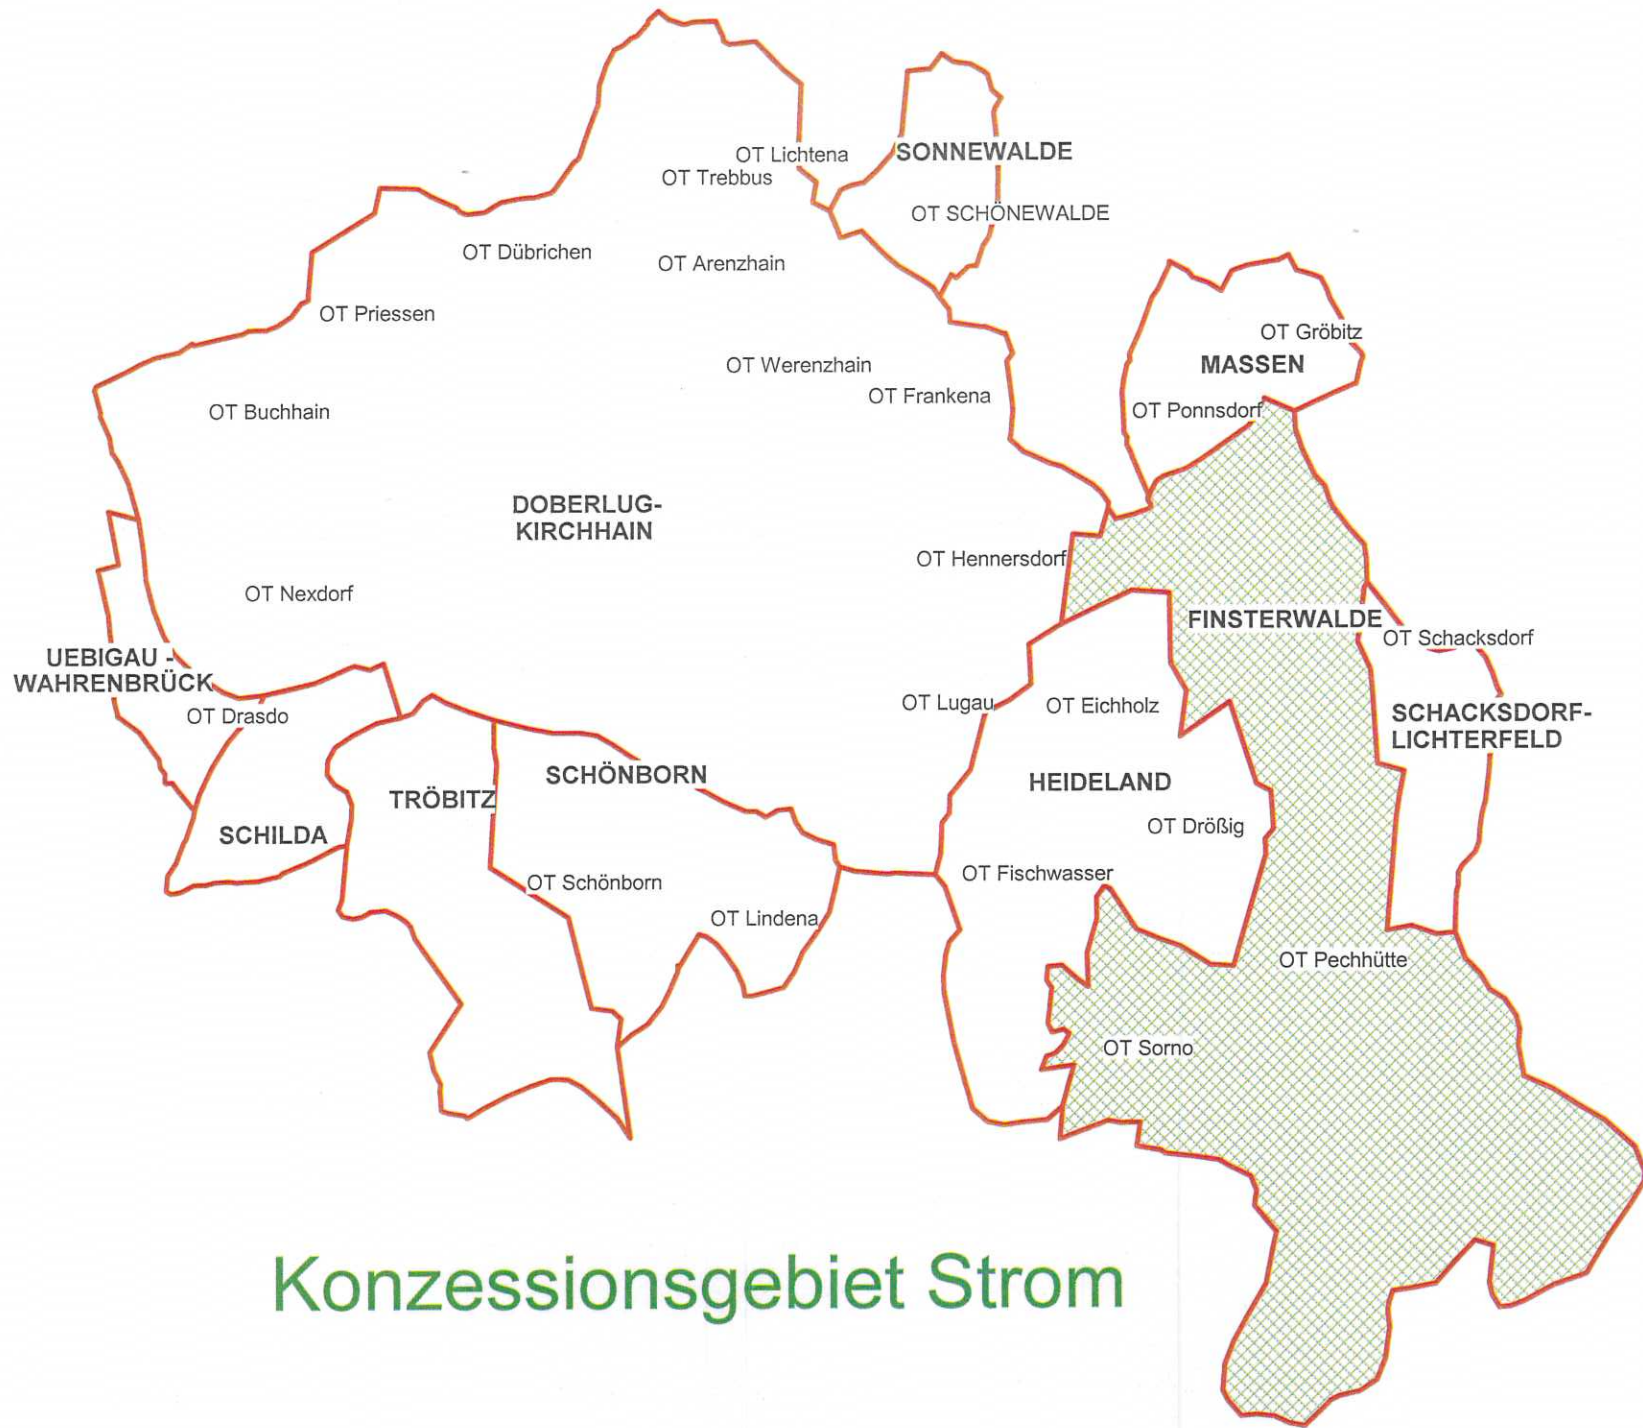 OT Lichtena
SONNEWALDE
OT Trebbus
OT SCHÖNEWALDE
OT Dübrichen
OT Arenzhain
OT Priessen
OT Gröbitz
MASSEN
OT Werenzhain
OT Frankena
OT Buchhain
OT Ponnsdorf
DOBERLUG-
KIRCHHAIN
OT Hennersdorf
OT Nexdorf
FINSTERWALDE
OT Schacksdorf
UEBIGAU -
WAHRENBRÜCK
OT Drasdo
OT Lugau
OT Eichholz
SCHACKSDORF-
LICHTERFELD
SCHÖNBORN
HEIDELAND
TRÖBITZ
SCHILDA
OT Drößig
OT Fischwasser
OT Schönborn
OT Lindena
OT Pechhütte
OT Sorno
Konzessionsgebiet Strom